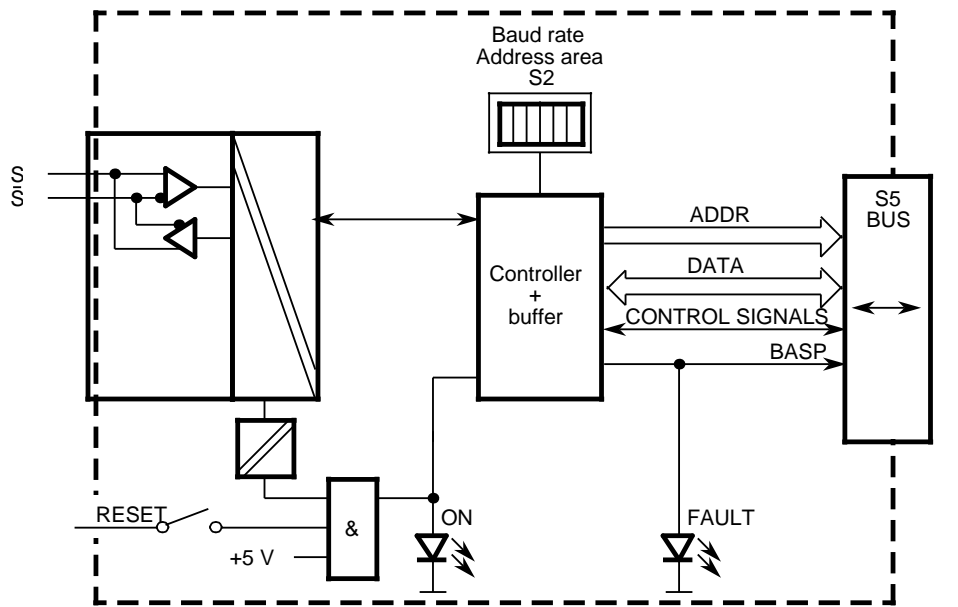 Baud rate
Address area
S2
S
S̄
S5
BUS
ADDR
DATA
Controller
+
buffer
CONTROL SIGNALS
BASP
RESET
&
ON
FAULT
+5 V